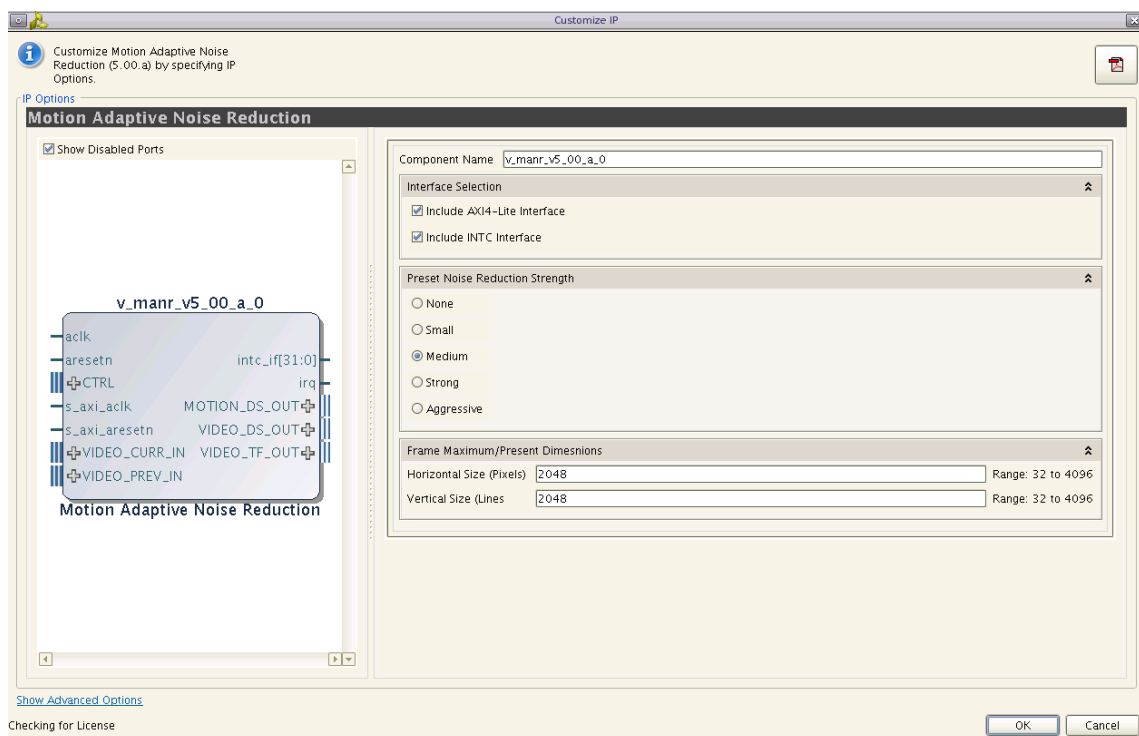 Customize IP
Customize Motion Adaptive Noise
Reduction (5.00.a) by specifying IP
Options.
IP Options
Motion Adaptive Noise Reduction
Show Disabled Ports
v_manr_v5_00_a_0
aclk
aresetn
intc_if[31:0]
CTRL
irq
s_axi_aclk
MOTION_DS_OUT
s_axi_aresetn
VIDEO_DS_OUT
VIDEO_CURR_IN
VIDEO_TF_OUT
VIDEO_PREV_IN
Motion Adaptive Noise Reduction
Component Name v_manr_v5_00_a_0
Interface Selection
Include AXI4-Lite Interface
Include INTC Interface
Preset Noise Reduction Strength
None
Small
Medium
Strong
Aggressive
Frame Maximum/Present Dimesnions
Horizontal Size (Pixels) 2048 Range: 32 to 4096
Vertical Size (Lines 2048 Range: 32 to 4096
Show Advanced Options
Checking for License
OK
Cancel